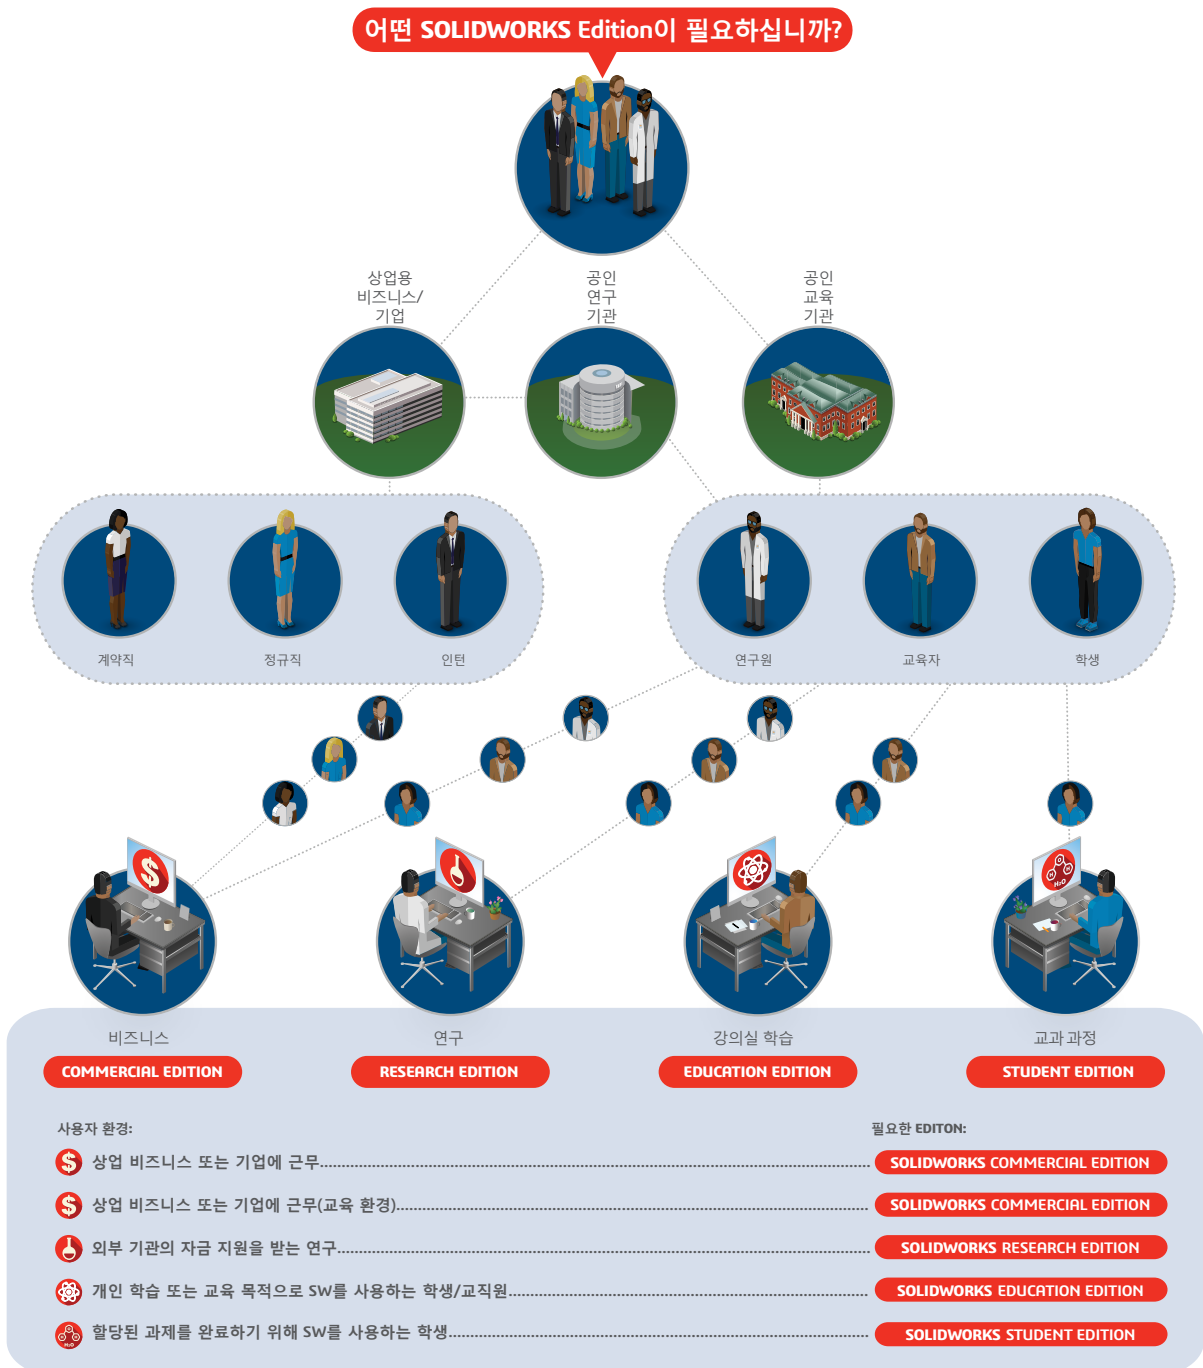 어떤 SOLIDWORKS Edition이 필요하십니까?
상업용
비즈니스/
기업
공인
연구
기관
공인
교육
기관
계약직
정규직
인턴
연구원
교육자
학생
$
H
O
H
H₂O
비즈니스
연구
강의실 학습
교과 과정
COMMERCIAL EDITION
RESEARCH EDITION
EDUCATION EDITION
STUDENT EDITION
사용자 환경:
필요한 EDITON:
$ 상업 비즈니스 또는 기업에 근무........ SOLIDWORKS COMMERCIAL EDITION
$ 상업 비즈니스 또는 기업에 근무(교육 환경)........ SOLIDWORKS COMMERCIAL EDITION
외부 기관의 자금 지원을 받는 연구........ SOLIDWORKS RESEARCH EDITION
개인 학습 또는 교육 목적으로 SW를 사용하는 학생/교직원........ SOLIDWORKS EDUCATION EDITION
H₂O 할당된 과제를 완료하기 위해 SW를 사용하는 학생........ SOLIDWORKS STUDENT EDITION